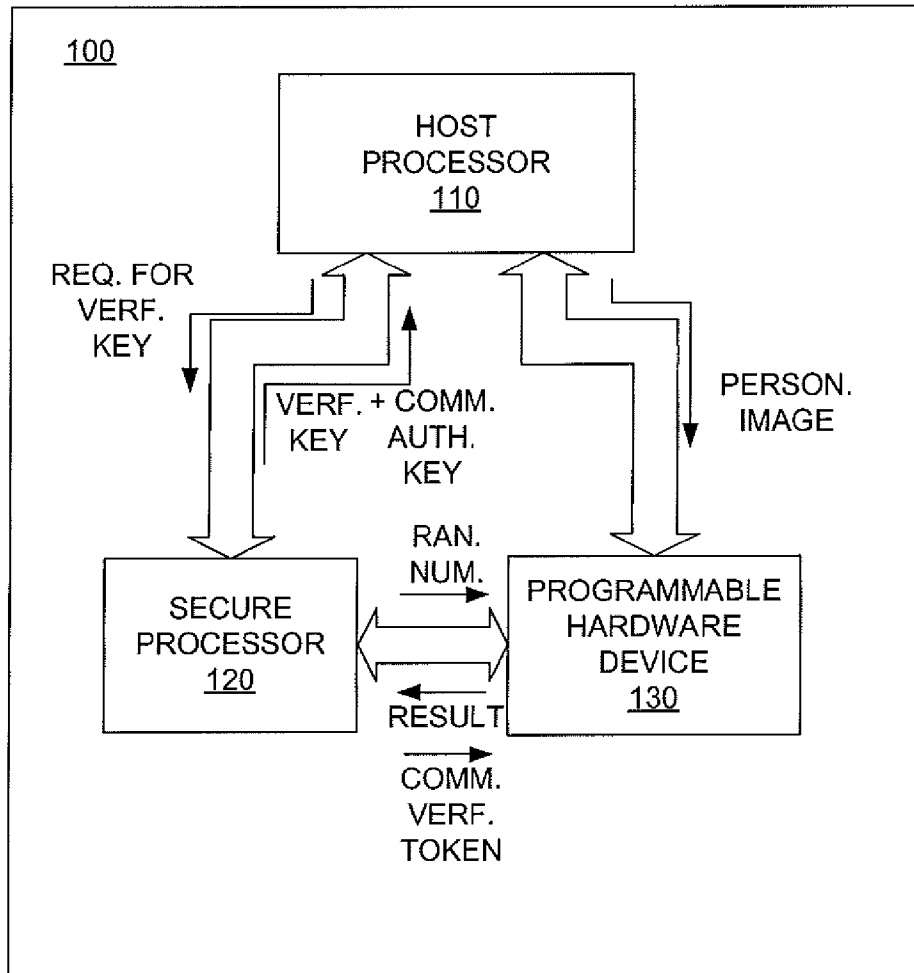 100
HOST
PROCESSOR
110
REQ. FOR
VERF.
KEY
VERF. + COMM.
KEY AUTH.
KEY
PERSON.
IMAGE
SECURE
PROCESSOR
120
RAN.
NUM.
RESULT
COMM.
VERF.
TOKEN
PROGRAMMABLE
HARDWARE
DEVICE
130